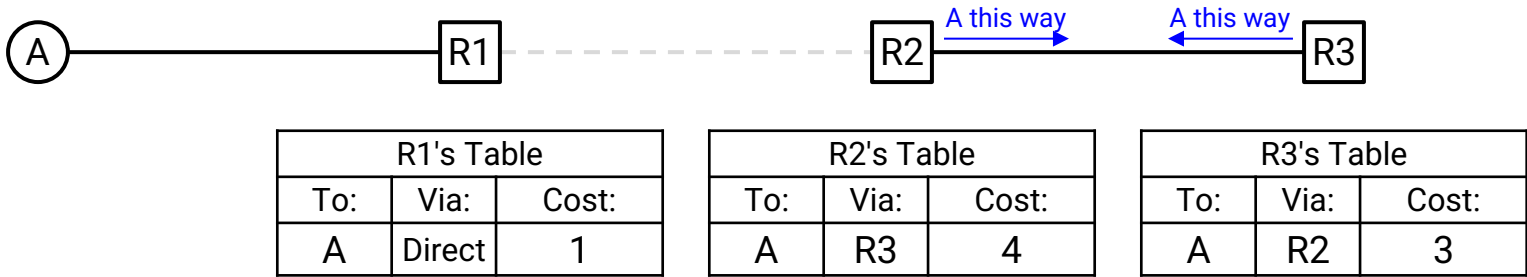 A this way
A this way
A
R1
R2
R3
R1's Table
To: Via: Cost:
A Direct 1
R2's Table
To: Via: Cost:
A R3 4
R3's Table
To: Via: Cost:
A R2 3